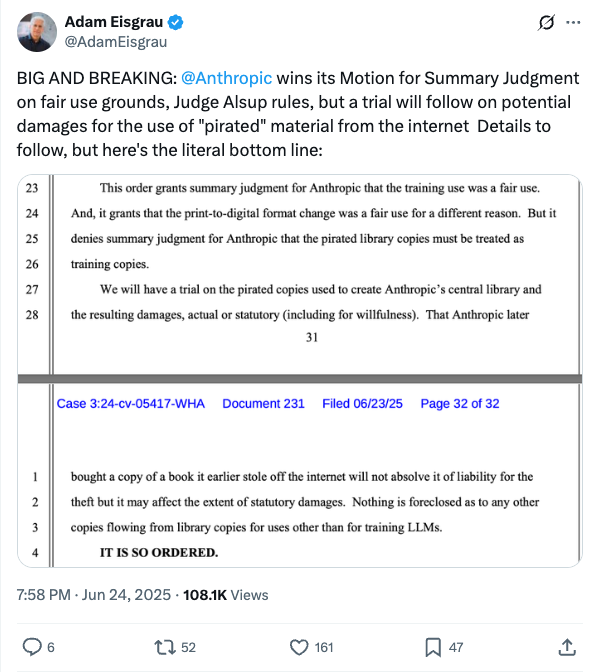 Adam Eisgrau
@AdamEisgrau
BIG AND BREAKING: @Anthropic wins its Motion for Summary Judgment
on fair use grounds, Judge Alsup rules, but a trial will follow on potential
damages for the use of "pirated" material from the internet  Details to
follow, but here's the literal bottom line:
23 This order grants summary judgment for Anthropic that the training use was a fair use.
24 And, it grants that the print-to-digital format change was a fair use for a different reason. But it
25 denies summary judgment for Anthropic that the pirated library copies must be treated as
26 training copies.
27 We will have a trial on the pirated copies used to create Anthropic's central library and
28 the resulting damages, actual or statutory (including for willfulness). That Anthropic later
31
Case 3:24-cv-05417-WHA Document 231 Filed 06/23/25 Page 32 of 32
1 bought a copy of a book it earlier stole off the internet will not absolve it of liability for the
2 theft but it may affect the extent of statutory damages. Nothing is foreclosed as to any other
3 copies flowing from library copies for uses other than for training LLMs.
4 IT IS SO ORDERED.
7:58 PM · Jun 24, 2025 · 108.1K Views
6 52 161 47